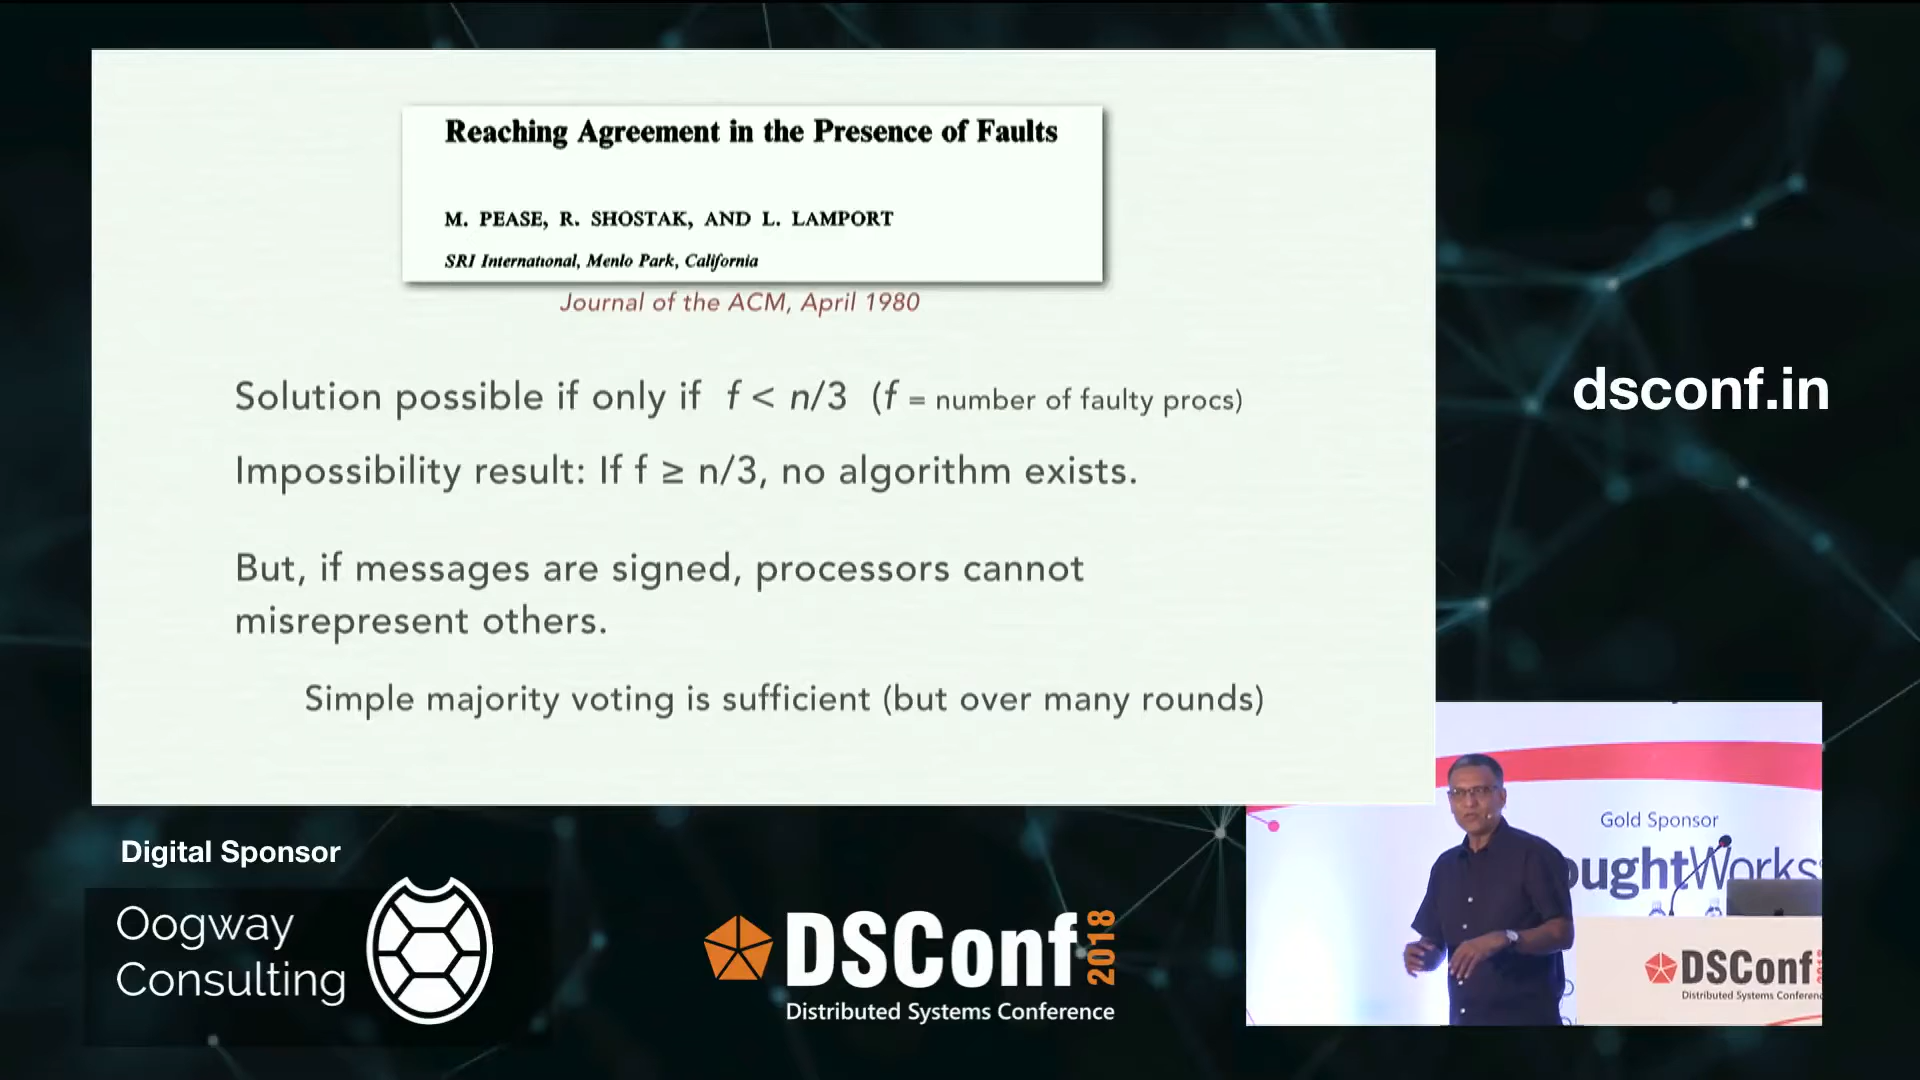 Reaching Agreement in the Presence of Faults
M. PEASE, R. SHOSTAK, AND L. LAMPORT
SRI International, Menlo Park, California
Journal of the ACM, April 1980
Solution possible if only if f < n/3 (f = number of faulty procs)
Impossibility result: If f ≥ n/3, no algorithm exists.
But, if messages are signed, processors cannot
misrepresent others.
Simple majority voting is sufficient (but over many rounds)
dsconf.in
Digital Sponsor
Oogway
Consulting
DSConf 2018
Distributed Systems Conference
Gold Sponsor
oughtWorks
DSConf
Distributed Systems Conferen